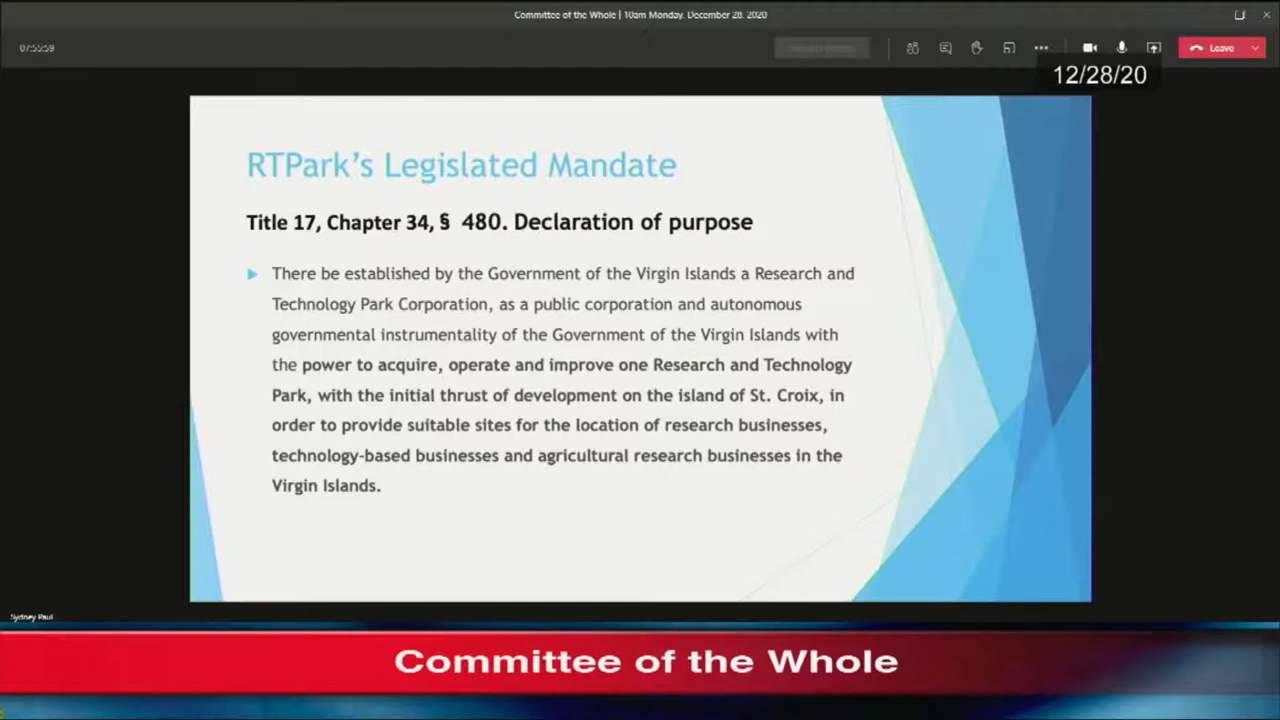 Committee of the Whole | 10am Monday, December 28, 2020
07:55:59
Leave
12/28/20
RTPark's Legislated Mandate
Title 17, Chapter 34, § 480. Declaration of purpose
There be established by the Government of the Virgin Islands a Research and
Technology Park Corporation, as a public corporation and autonomous
governmental instrumentality of the Government of the Virgin Islands with
the power to acquire, operate and improve one Research and Technology
Park, with the initial thrust of development on the island of St. Croix, in
order to provide suitable sites for the location of research businesses,
technology-based businesses and agricultural research businesses in the
Virgin Islands.
Sydney Paul
Committee of the Whole